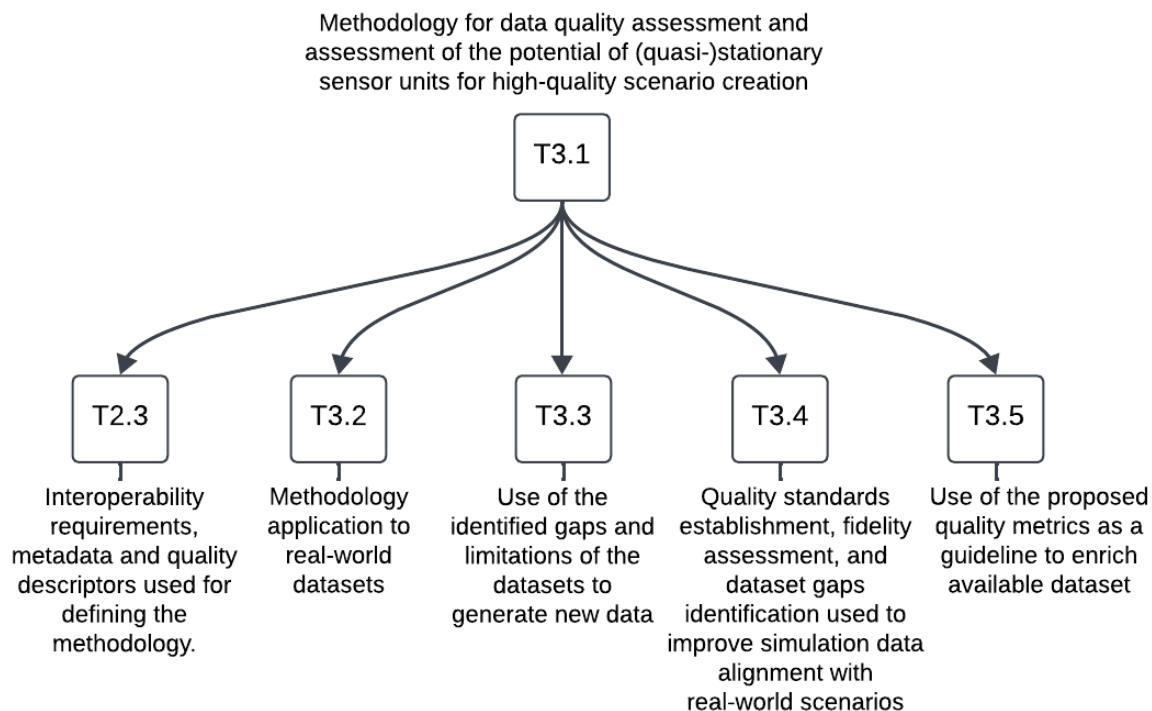 Methodology for data quality assessment and
assessment of the potential of (quasi-)stationary
sensor units for high-quality scenario creation
T3.1
T2.3
T3.2
T3.3
T3.4
T3.5
Interoperability
requirements,
metadata and quality
descriptors used for
defining the
methodology.
Methodology
application to
real-world
datasets
Use of the
identified gaps and
limitations of the
datasets to
generate new data
Quality standards
establishment, fidelity
assessment, and
dataset gaps
identification used to
improve simulation data
alignment with
real-world scenarios
Use of the proposed
quality metrics as a
guideline to enrich
available dataset